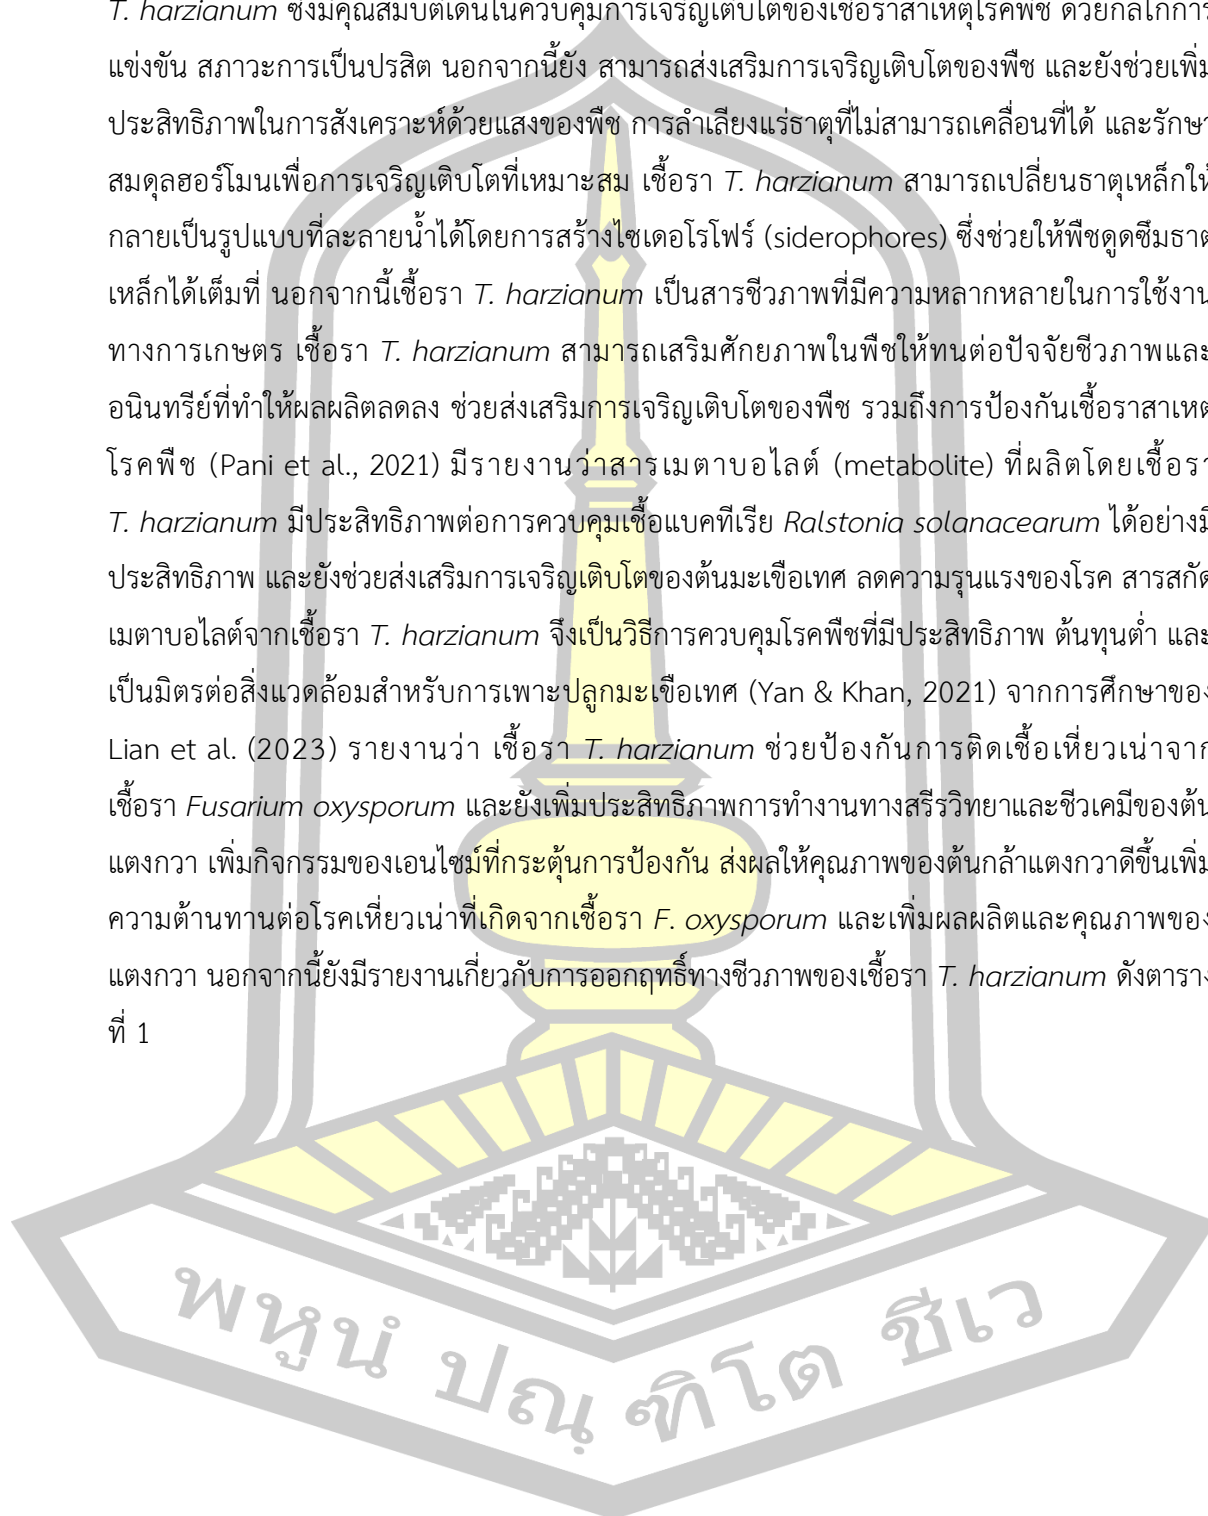 T. harzianum ซึ่งมีคุณสมบัติเด่นในควบคุมการเจริญเติบโตของเชื้อราสาเหตุโรคพืช ด้วยกลไกการ
แข่งขัน สภาวะการเป็นปรสิต นอกจากนี้ยัง สามารถส่งเสริมการเจริญเติบโตของพืช และยังช่วยเพิ่ม
ประสิทธิภาพในการสังเคราะห์ด้วยแสงของพืช การลำเลียงแร่ธาตุที่ไม่สามารถเคลื่อนที่ได้ และรักษา
สมดุลฮอร์โมนเพื่อการเจริญเติบโตที่เหมาะสม เชื้อรา T. harzianum สามารถเปลี่ยนธาตุเหล็กให้
กลายเป็นรูปแบบที่ละลายน้ำได้โดยการสร้างไซเดอโรโฟร์ (siderophores) ซึ่งช่วยให้พืชดูดซึมธาตุ
เหล็กได้เต็มที่ นอกจากนี้เชื้อรา T. harzianum เป็นสารชีวภาพที่มีความหลากหลายในการใช้งาน
ทางการเกษตร เชื้อรา T. harzianum สามารถเสริมศักยภาพในพืชให้ทนต่อปัจจัยชีวภาพและ
อนินทรีย์ที่ทำให้ผลผลิตลดลง ช่วยส่งเสริมการเจริญเติบโตของพืช รวมถึงการป้องกันเชื้อราสาเหตุ
โรคพืช (Pani et al., 2021) มีรายงานว่าสารเมตาบอไลต์ (metabolite) ที่ผลิตโดยเชื้อรา
T. harzianum มีประสิทธิภาพต่อการควบคุมเชื้อแบคทีเรีย Ralstonia solanacearum ได้อย่างมี
ประสิทธิภาพ และยังช่วยส่งเสริมการเจริญเติบโตของต้นมะเขือเทศ ลดความรุนแรงของโรค สารสกัด
เมตาบอไลต์จากเชื้อรา T. harzianum จึงเป็นวิธีการควบคุมโรคพืชที่มีประสิทธิภาพ ต้นทุนต่ำ และ
เป็นมิตรต่อสิ่งแวดล้อมสำหรับการเพาะปลูกมะเขือเทศ (Yan & Khan, 2021) จากการศึกษาของ
Lian et al. (2023) รายงานว่า เชื้อรา T. harzianum ช่วยป้องกันการติดเชื้อเหี่ยวเน่าจาก
เชื้อรา Fusarium oxysporum และยังเพิ่มประสิทธิภาพการทำงานทางสรีรวิทยาและชีวเคมีของต้น
แตงกวา เพิ่มกิจกรรมของเอนไซม์ที่กระตุ้นการป้องกัน ส่งผลให้คุณภาพของต้นกล้าแตงกวาดีขึ้นเพิ่ม
ความต้านทานต่อโรคเหี่ยวเน่าที่เกิดจากเชื้อรา F. oxysporum และเพิ่มผลผลิตและคุณภาพของ
แตงกวา นอกจากนี้ยังมีรายงานเกี่ยวกับการออกฤทธิ์ทางชีวภาพของเชื้อรา T. harzianum ดังตาราง
ที่ 1
พหูนํ ปณฺฑิโต ชีเว